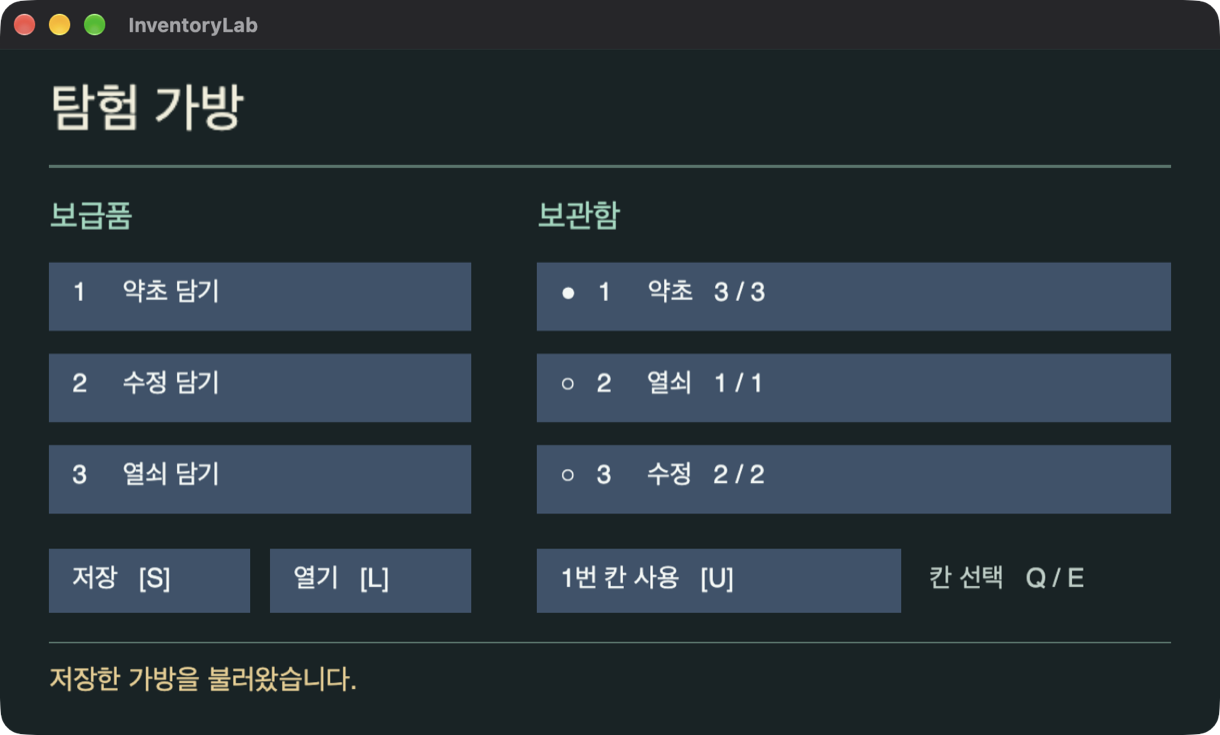 InventoryLab
탐험 가방
보급품
1 약초 담기
2 수정 담기
3 열쇠 담기
저장 [S] 열기 [L]
보관함
● 1 약초 3 / 3
○ 2 열쇠 1 / 1
○ 3 수정 2 / 2
1번 칸 사용 [U] 칸 선택 Q / E
저장한 가방을 불러왔습니다.